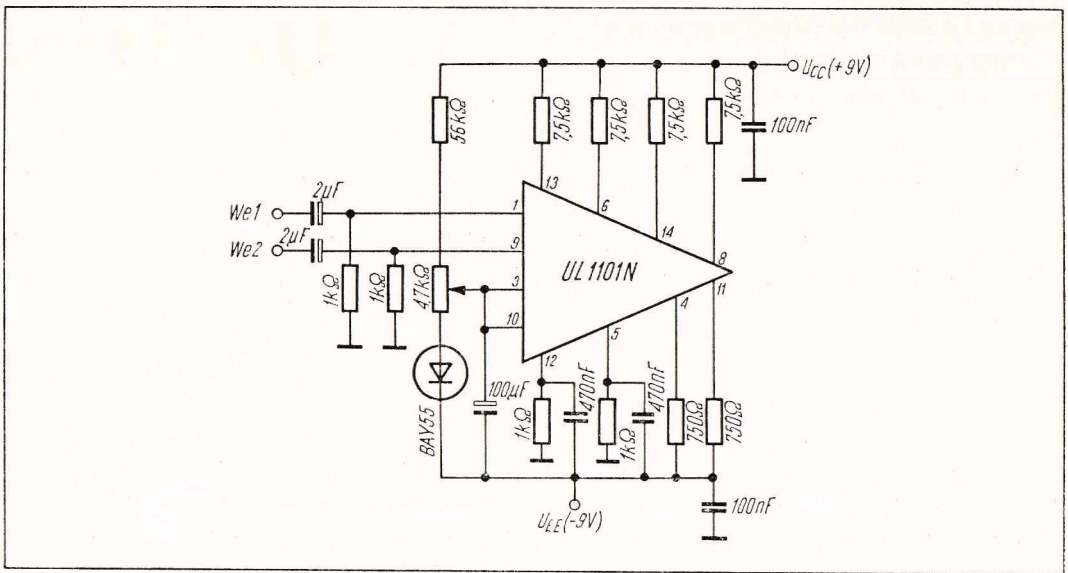 U_CC(+9V)
56kΩ
7,5kΩ
7,5kΩ
7,5kΩ
7,5kΩ
100nF
13
6
14
8
We1
2μF
1
We2
2μF
9
1kΩ
1kΩ
4,7kΩ
3
10
UL1101N
11
4
5
12
BAY55
100μF
1kΩ
470nF
1kΩ
470nF
750Ω
750Ω
U_EE(-9V)
100nF